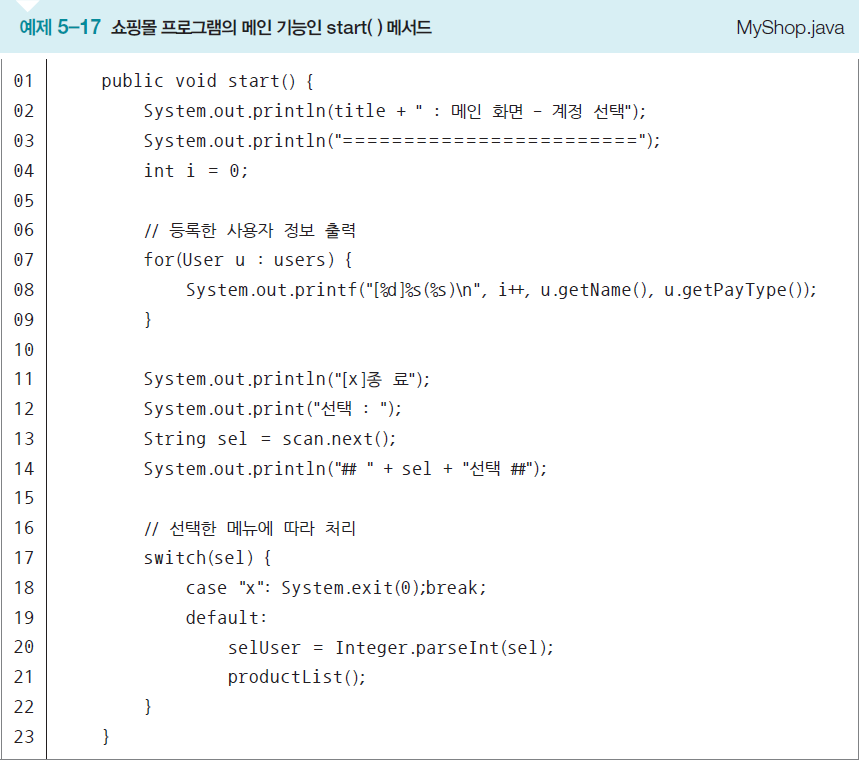 예제 5-17 쇼핑몰 프로그램의 메인 기능인 start( ) 메서드 MyShop.java
01 public void start() {
02 System.out.println(title + " : 메인 화면 - 계정 선택");
03 System.out.println("========================");
04 int i = 0;
05
06 // 등록한 사용자 정보 출력
07 for(User u : users) {
08 System.out.printf("[%d]%s(%s)\n", i++, u.getName(), u.getPayType());
09 }
10
11 System.out.println("[x]종 료");
12 System.out.print("선택 : ");
13 String sel = scan.next();
14 System.out.println("## " + sel + "선택 ##");
15
16 // 선택한 메뉴에 따라 처리
17 switch(sel) {
18 case "x": System.exit(0);break;
19 default:
20 selUser = Integer.parseInt(sel);
21 productList();
22 }
23 }